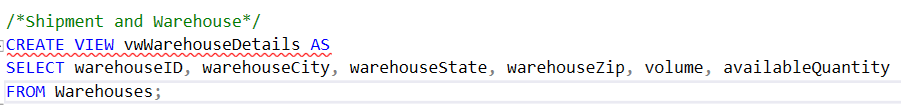 /*Shipment and Warehouse*/
CREATE VIEW vwWarehouseDetails AS
SELECT warehouseID, warehouseCity, warehouseState, warehouseZip, volume, availableQuantity
FROM Warehouses;